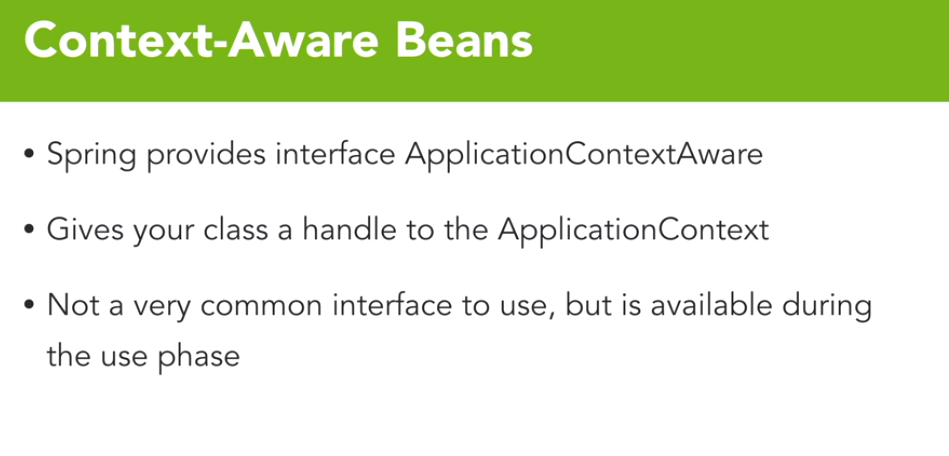 Context-Aware Beans
• Spring provides interface ApplicationContextAware
• Gives your class a handle to the ApplicationContext
• Not a very common interface to use, but is available during
the use phase